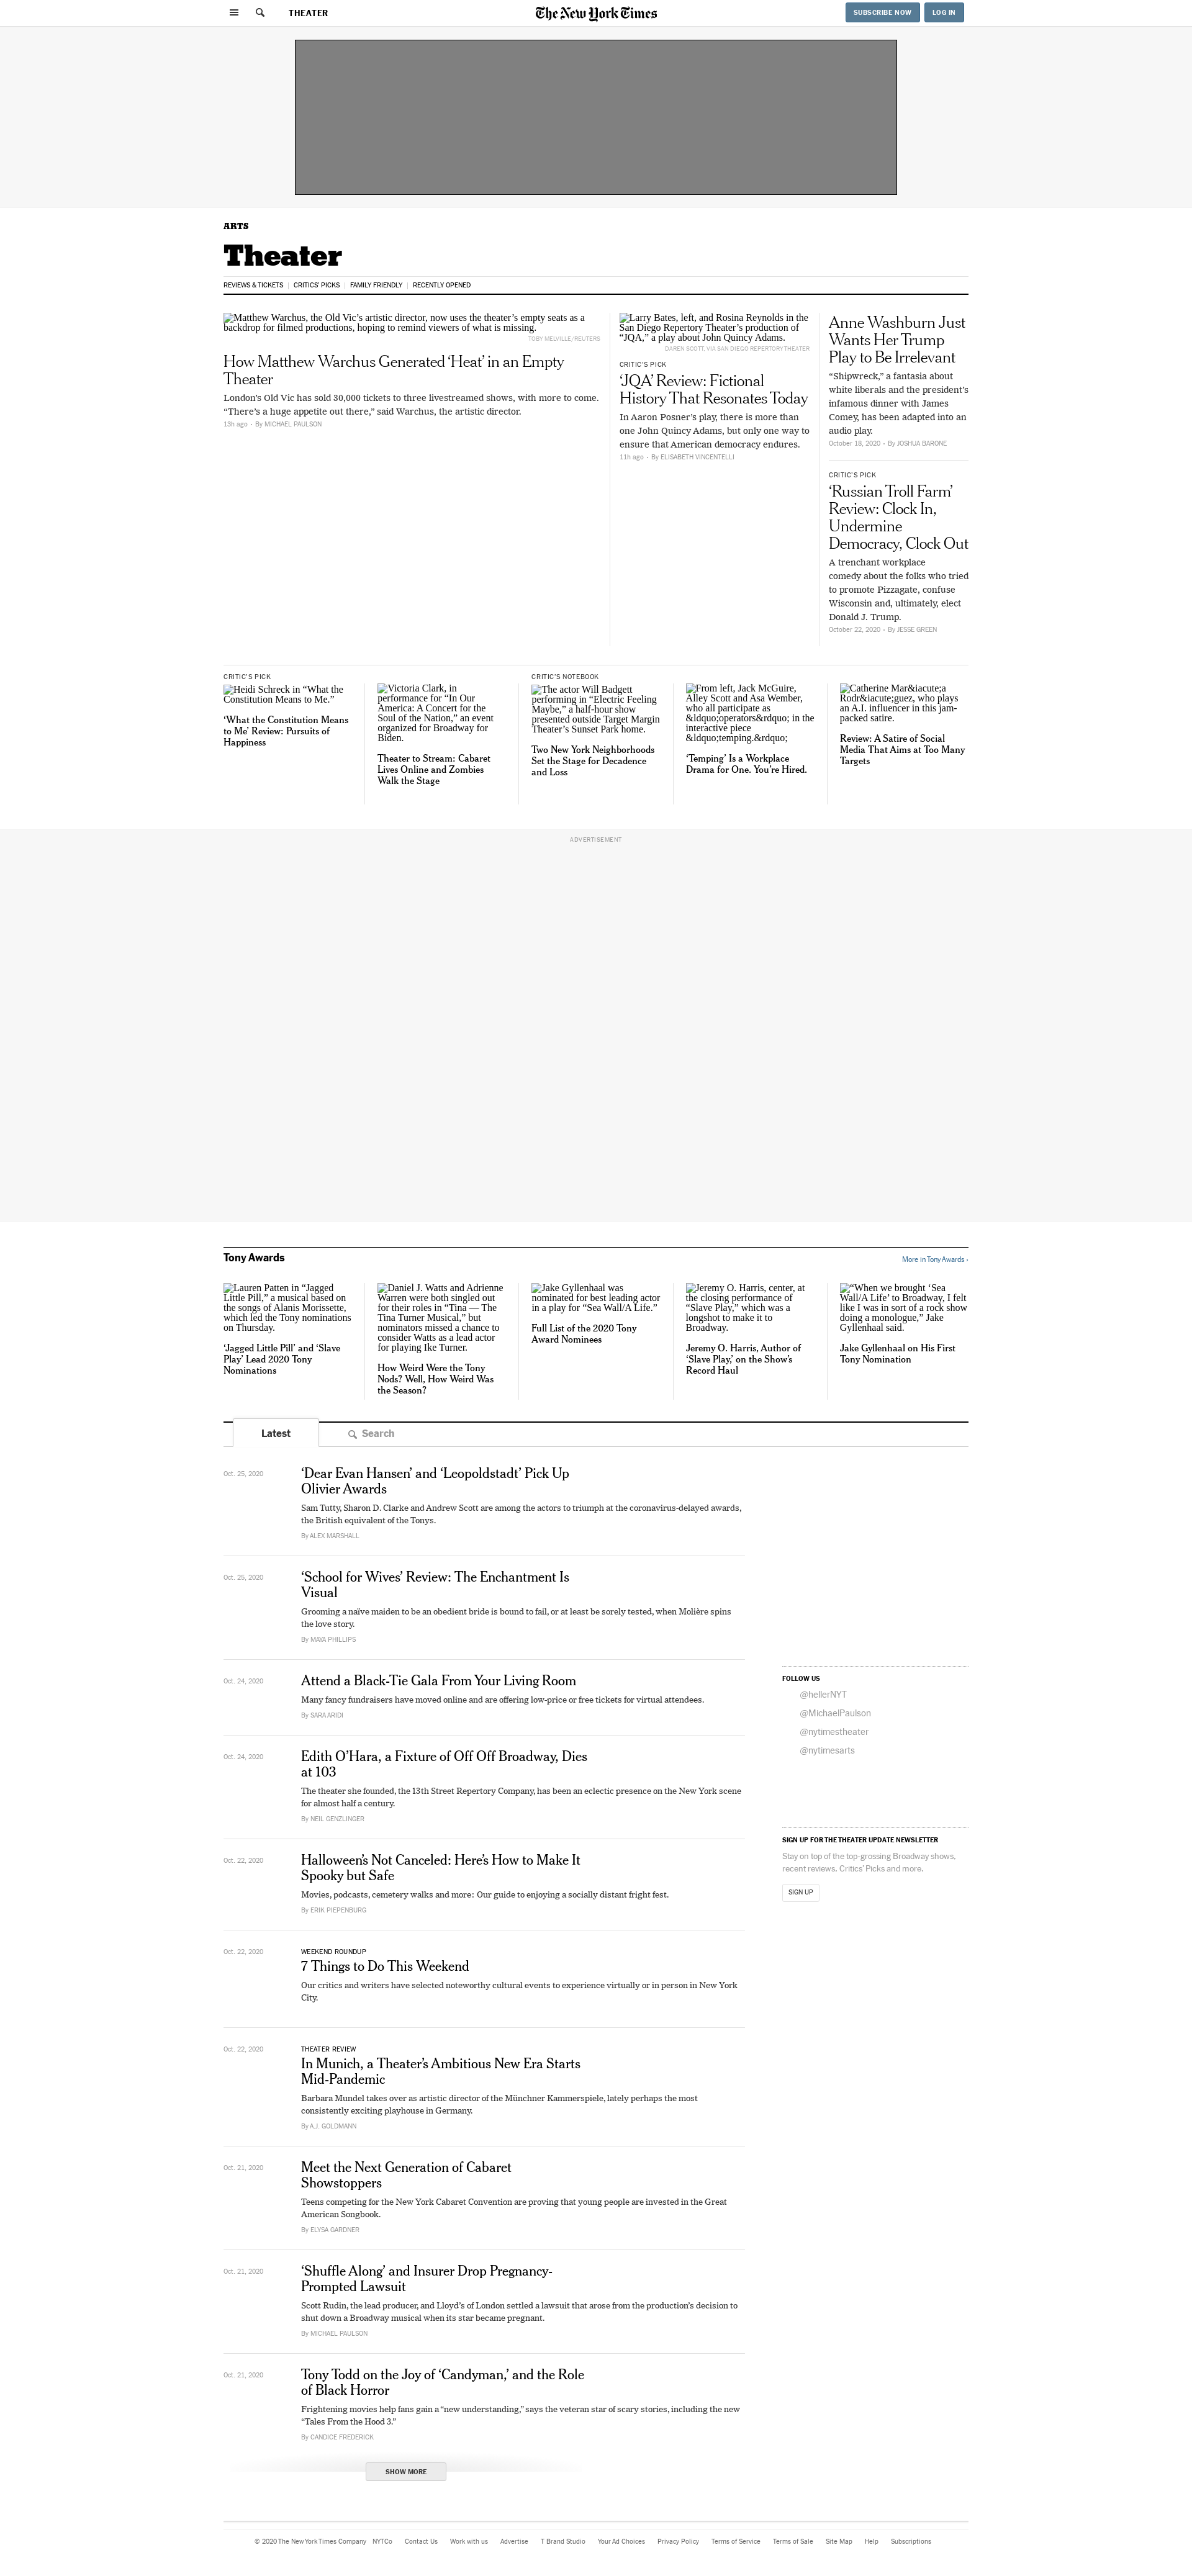 THEATER
The New York Times
SUBSCRIBE NOW
LOG IN
ARTS
Theater
REVIEWS & TICKETS
CRITICS' PICKS
FAMILY FRIENDLY
RECENTLY OPENED
Matthew Warchus, the Old Vic’s artistic director, now uses the theater’s empty seats as a
backdrop for filmed productions, hoping to remind viewers of what is missing.
TOBY MELVILLE/REUTERS
How Matthew Warchus Generated ‘Heat’ in an Empty
Theater
London’s Old Vic has sold 30,000 tickets to three livestreamed shows, with more to come.
“There’s a huge appetite out there,” said Warchus, the artistic director.
13h ago • By MICHAEL PAULSON
Larry Bates, left, and Rosina Reynolds in the
San Diego Repertory Theater’s production of
“JQA,” a play about John Quincy Adams.
DAREN SCOTT, VIA SAN DIEGO REPERTORY THEATER
CRITIC’S PICK
‘JQA’ Review: Fictional
History That Resonates Today
In Aaron Posner’s play, there is more than
one John Quincy Adams, but only one way to
ensure that American democracy endures.
11h ago • By ELISABETH VINCENTELLI
Anne Washburn Just
Wants Her Trump
Play to Be Irrelevant
“Shipwreck,” a fantasia about
white liberals and the president’s
infamous dinner with James
Comey, has been adapted into an
audio play.
October 18, 2020 • By JOSHUA BARONE
CRITIC’S PICK
‘Russian Troll Farm’
Review: Clock In,
Undermine
Democracy, Clock Out
A trenchant workplace
comedy about the folks who tried
to promote Pizzagate, confuse
Wisconsin and, ultimately, elect
Donald J. Trump.
October 22, 2020 • By JESSE GREEN
CRITIC’S PICK
Heidi Schreck in “What the
Constitution Means to Me.”
‘What the Constitution Means
to Me’ Review: Pursuits of
Happiness
Victoria Clark, in
performance for “In Our
America: A Concert for the
Soul of the Nation,” an event
organized for Broadway for
Biden.
Theater to Stream: Cabaret
Lives Online and Zombies
Walk the Stage
CRITIC’S NOTEBOOK
The actor Will Badgett
performing in “Electric Feeling
Maybe,” a half-hour show
presented outside Target Margin
Theater’s Sunset Park home.
Two New York Neighborhoods
Set the Stage for Decadence
and Loss
From left, Jack McGuire,
Alley Scott and Asa Wember,
who all participate as
&ldquo;operators&rdquo; in the
interactive piece
&ldquo;temping.&rdquo;
‘Temping’ Is a Workplace
Drama for One. You’re Hired.
Catherine Mar&iacute;a
Rodr&iacute;guez, who plays
an A.I. influencer in this jam-
packed satire.
Review: A Satire of Social
Media That Aims at Too Many
Targets
ADVERTISEMENT
Tony Awards
More in Tony Awards ›
Lauren Patten in “Jagged
Little Pill,” a musical based on
the songs of Alanis Morissette,
which led the Tony nominations
on Thursday.
‘Jagged Little Pill’ and ‘Slave
Play’ Lead 2020 Tony
Nominations
Daniel J. Watts and Adrienne
Warren were both singled out
for their roles in “Tina — The
Tina Turner Musical,” but
nominators missed a chance to
consider Watts as a lead actor
for playing Ike Turner.
How Weird Were the Tony
Nods? Well, How Weird Was
the Season?
Jake Gyllenhaal was
nominated for best leading actor
in a play for “Sea Wall/A Life.”
Full List of the 2020 Tony
Award Nominees
Jeremy O. Harris, center, at
the closing performance of
“Slave Play,” which was a
longshot to make it to
Broadway.
Jeremy O. Harris, Author of
‘Slave Play,’ on the Show’s
Record Haul
“When we brought ‘Sea
Wall/A Life’ to Broadway, I felt
like I was in sort of a rock show
doing a monologue,” Jake
Gyllenhaal said.
Jake Gyllenhaal on His First
Tony Nomination
Latest
Search
Oct. 25, 2020
‘Dear Evan Hansen’ and ‘Leopoldstadt’ Pick Up
Olivier Awards
Sam Tutty, Sharon D. Clarke and Andrew Scott are among the actors to triumph at the coronavirus-delayed awards,
the British equivalent of the Tonys.
By ALEX MARSHALL
Oct. 25, 2020
‘School for Wives’ Review: The Enchantment Is
Visual
Grooming a naïve maiden to be an obedient bride is bound to fail, or at least be sorely tested, when Molière spins
the love story.
By MAYA PHILLIPS
Oct. 24, 2020
Attend a Black-Tie Gala From Your Living Room
Many fancy fundraisers have moved online and are offering low-price or free tickets for virtual attendees.
By SARA ARIDI
Oct. 24, 2020
Edith O’Hara, a Fixture of Off Off Broadway, Dies
at 103
The theater she founded, the 13th Street Repertory Company, has been an eclectic presence on the New York scene
for almost half a century.
By NEIL GENZLINGER
Oct. 22, 2020
Halloween’s Not Canceled: Here’s How to Make It
Spooky but Safe
Movies, podcasts, cemetery walks and more: Our guide to enjoying a socially distant fright fest.
By ERIK PIEPENBURG
Oct. 22, 2020
WEEKEND ROUNDUP
7 Things to Do This Weekend
Our critics and writers have selected noteworthy cultural events to experience virtually or in person in New York
City.
Oct. 22, 2020
THEATER REVIEW
In Munich, a Theater’s Ambitious New Era Starts
Mid-Pandemic
Barbara Mundel takes over as artistic director of the Münchner Kammerspiele, lately perhaps the most
consistently exciting playhouse in Germany.
By A.J. GOLDMANN
Oct. 21, 2020
Meet the Next Generation of Cabaret
Showstoppers
Teens competing for the New York Cabaret Convention are proving that young people are invested in the Great
American Songbook.
By ELYSA GARDNER
Oct. 21, 2020
‘Shuffle Along’ and Insurer Drop Pregnancy-
Prompted Lawsuit
Scott Rudin, the lead producer, and Lloyd’s of London settled a lawsuit that arose from the production’s decision to
shut down a Broadway musical when its star became pregnant.
By MICHAEL PAULSON
Oct. 21, 2020
Tony Todd on the Joy of ‘Candyman,’ and the Role
of Black Horror
Frightening movies help fans gain a “new understanding,” says the veteran star of scary stories, including the new
“Tales From the Hood 3.”
By CANDICE FREDERICK
SHOW MORE
FOLLOW US
@hellerNYT
@MichaelPaulson
@nytimestheater
@nytimesarts
SIGN UP FOR THE THEATER UPDATE NEWSLETTER
Stay on top of the top-grossing Broadway shows,
recent reviews, Critics’ Picks and more.
SIGN UP
© 2020 The New York Times Company
NYTCo
Contact Us
Work with us
Advertise
T Brand Studio
Your Ad Choices
Privacy Policy
Terms of Service
Terms of Sale
Site Map
Help
Subscriptions